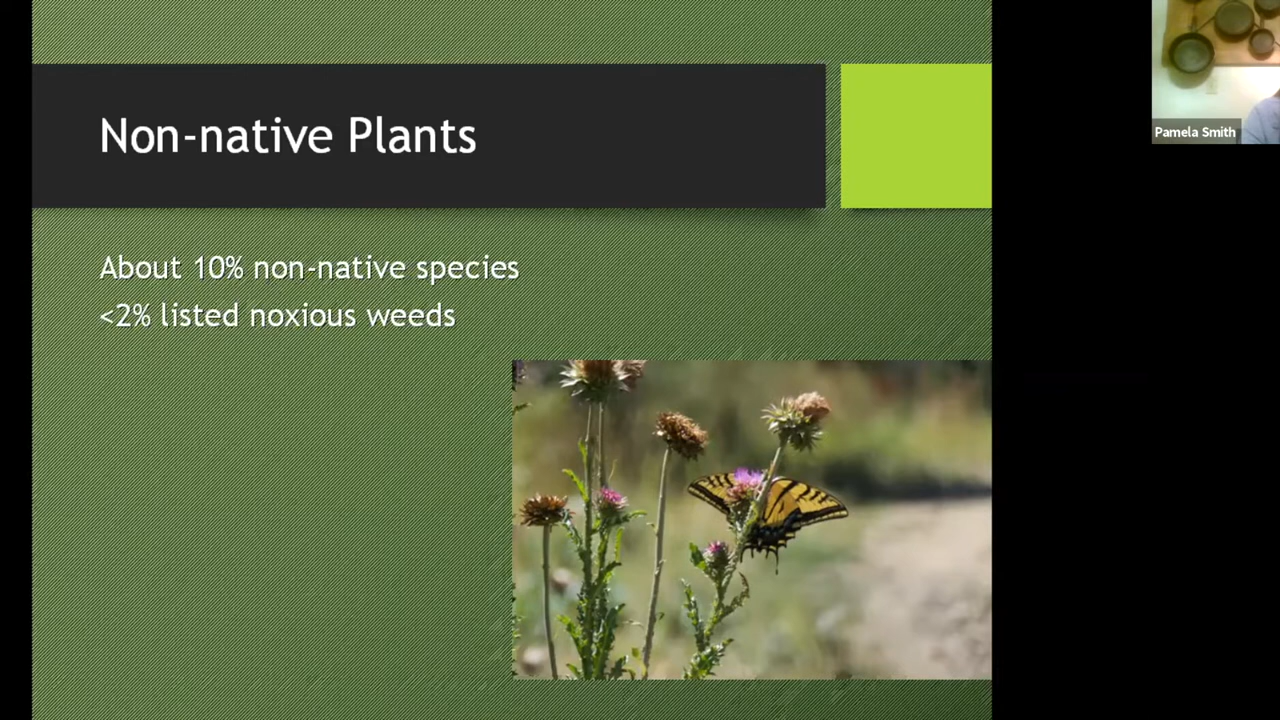 Non-native Plants
About 10% non-native species
<2% listed noxious weeds
Pamela Smith